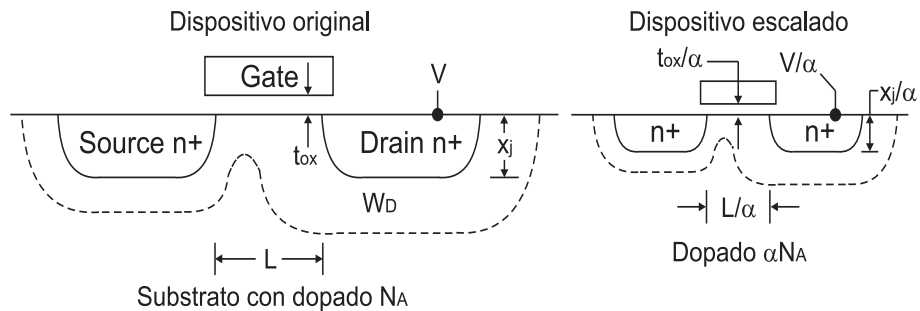 Dispositivo original
Gate
V
Source n+
tox
Drain n+
xj
WD
L
Substrato con dopado NA
Dispositivo escalado
tox/α
V/α
xj/α
n+
n+
L/α
Dopado αNA